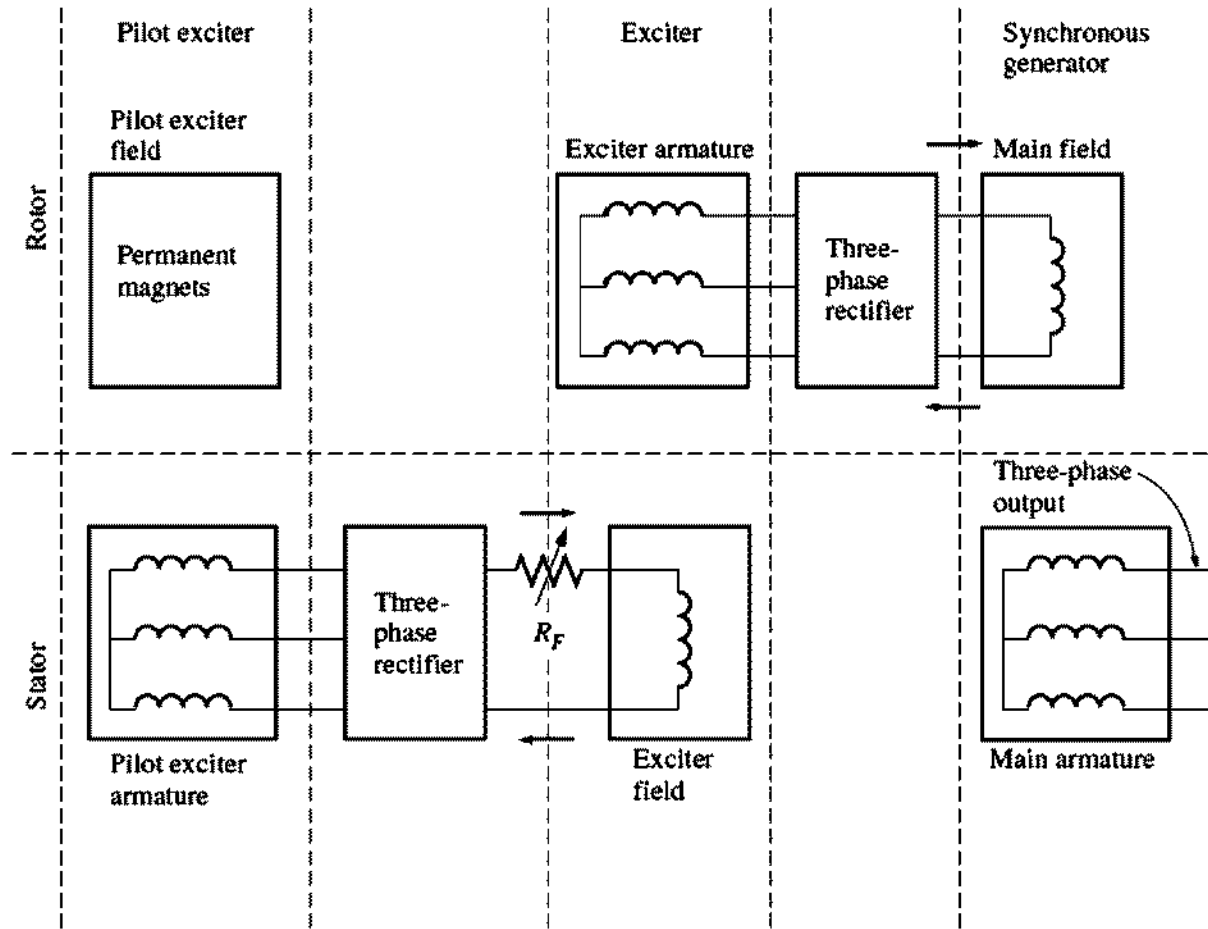 Pilot exciter
Exciter
Synchronous
generator
Pilot exciter
field
Exciter armature
Main field
Rotor
Permanent
magnets
Three-
phase
rectifier
Three-phase
output
Stator
Three-
phase
rectifier
R_F
Pilot exciter
armature
Exciter
field
Main armature